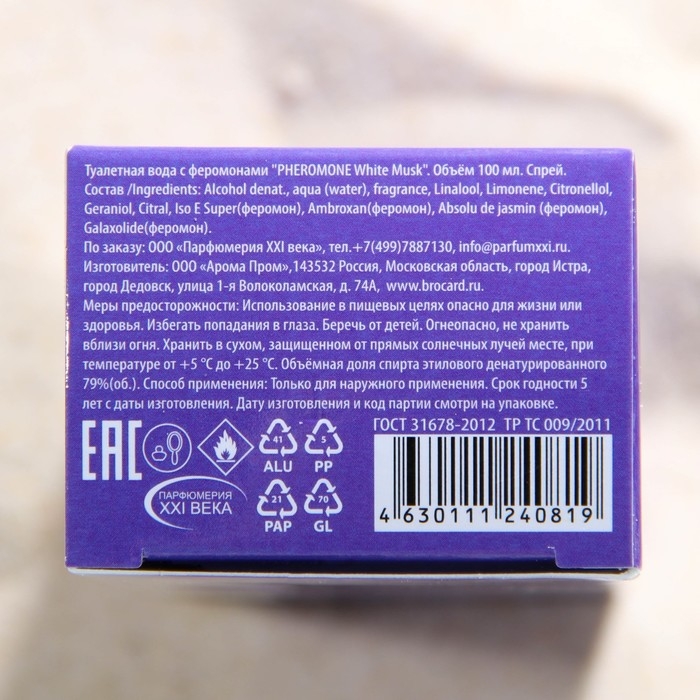 Туалетная вода с феромонами "PHEROMONE White Musk". Объём 100 мл. Спрей.
Состав /Ingredients: Alcohol denat., aqua (water), fragrance, Linalool, Limonene, Citronellol,
Geraniol, Citral, Iso E Super(феромон), Ambroxan(феромон), Absolu de jasmin (феромон),
Galaxolide(феромон).
По заказу: ООО «Парфюмерия XXI века», тел.+7(499)7887130, info@parfumxxi.ru.
Изготовитель: ООО «Арома Пром»,143532 Россия, Московская область, город Истра,
город Дедовск, улица 1-я Волоколамская, д. 74А, www.brocard.ru.
Меры предосторожности: Использование в пищевых целях опасно для жизни или
здоровья. Избегать попадания в глаза. Беречь от детей. Огнеопасно, не хранить
вблизи огня. Хранить в сухом, защищенном от прямых солнечных лучей месте, при
температуре от +5 °C до +25 °C. Объёмная доля спирта этилового денатурированного
79%(об.). Способ применения: Только для наружного применения. Срок годности 5
лет с даты изготовления. Дату изготовления и код партии смотри на упаковке.
ГОСТ 31678-2012 ТР ТС 009/2011
EAC
41
ALU
5
PP
ПАРФЮМЕРИЯ
XXI ВЕКА
21
PAP
70
GL
4 630111 240819